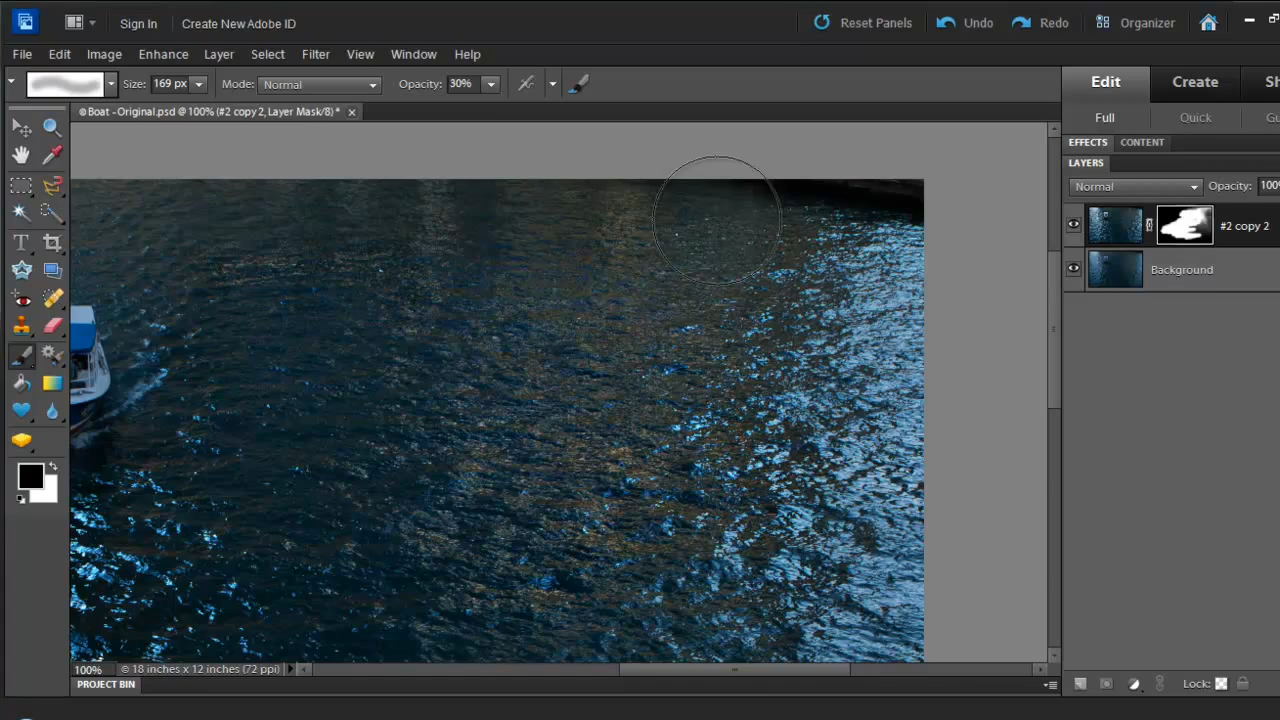 Sign In Create New Adobe ID Reset Panels Undo Redo Organizer
File Edit Image Enhance Layer Select Filter View Window Help
Size: 169 px Mode: Normal Opacity: 30% Edit Create Sh
© Boat - Original.psd @ 100% (#2 copy 2, Layer Mask/8) *
Full Quick Gu
EFFECTS CONTENT
LAYERS
Normal Opacity: 100%
#2 copy 2
Background
T
100% © 18 inches x 12 inches (72 ppi) Lock:
PROJECT BIN